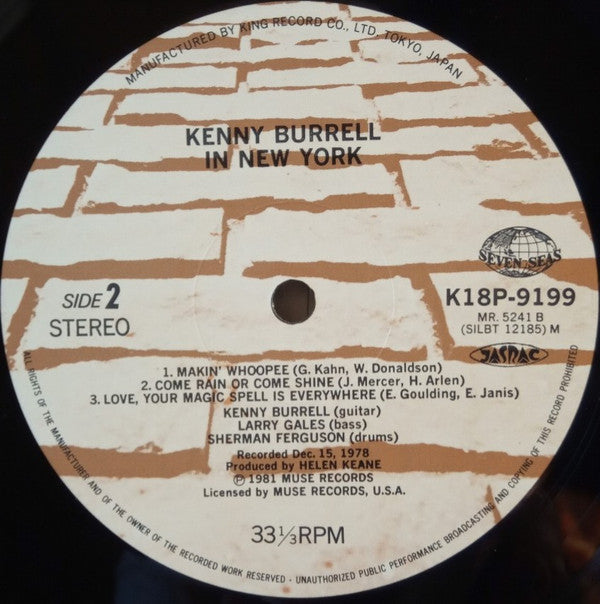 MANUFACTURED BY KING RECORD CO., LTD, TOKYO, JAPAN
KENNY BURRELL
IN NEW YORK
SEVEN SEAS
SIDE 2
STEREO
K18P-9199
MR. 5241 B
(SILBT 12185) M
JASRAC
1. MAKIN' WHOOPEE (G. Kahn, W. Donaldson)
2. COME RAIN OR COME SHINE (J. Mercer, H. Arlen)
3. LOVE, YOUR MAGIC SPELL IS EVERYWHERE (E. Goulding, E. Janis)
KENNY BURRELL (guitar)
LARRY GALES (bass)
SHERMAN FERGUSON (drums)
Recorded Dec. 15, 1978
Produced by HELEN KEANE
℗ 1981 MUSE RECORDS
Licensed by MUSE RECORDS, U.S.A.
33 1/3 RPM
ALL RIGHTS OF THE MANUFACTURER AND OF THE OWNER OF THE RECORDED WORK RESERVED - UNAUTHORIZED PUBLIC PERFORMANCE BROADCASTING AND COPYING OF THIS RECORD PROHIBITED